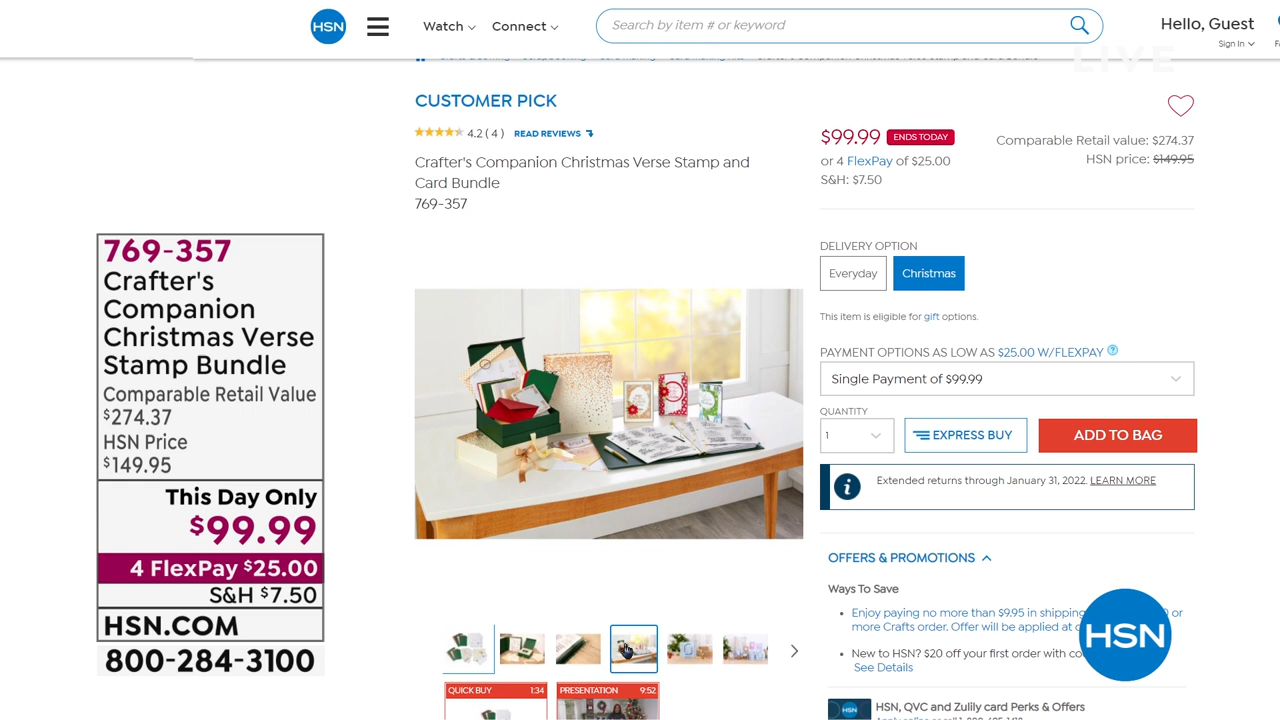 HSN
Watch
Connect
Search by item # or keyword
Hello, Guest
Sign In
LIVE
CUSTOMER PICK
4.2 ( 4 ) READ REVIEWS
Crafter's Companion Christmas Verse Stamp and
Card Bundle
769-357
$99.99 ENDS TODAY
or 4 FlexPay of $25.00
S&H: $7.50
Comparable Retail value: $274.37
HSN price: $149.95
DELIVERY OPTION
Everyday
Christmas
This item is eligible for gift options.
PAYMENT OPTIONS AS LOW AS $25.00 W/FLEXPAY ?
Single Payment of $99.99
QUANTITY
1
EXPRESS BUY
ADD TO BAG
Extended returns through January 31, 2022. LEARN MORE
OFFERS & PROMOTIONS
Ways To Save
Enjoy paying no more than $9.95 in shipping
more Crafts order. Offer will be applied at
New to HSN? $20 off your first order with
See Details
HSN
HSN
HSN, QVC and Zulily card Perks & Offers
769-357
Crafter's
Companion
Christmas Verse
Stamp Bundle
Comparable Retail Value
$274.37
HSN Price
$149.95
This Day Only
$99.99
4 FlexPay $25.00
S&H $7.50
HSN.COM
800-284-3100
QUICK BUY 1:34
PRESENTATION 9:52